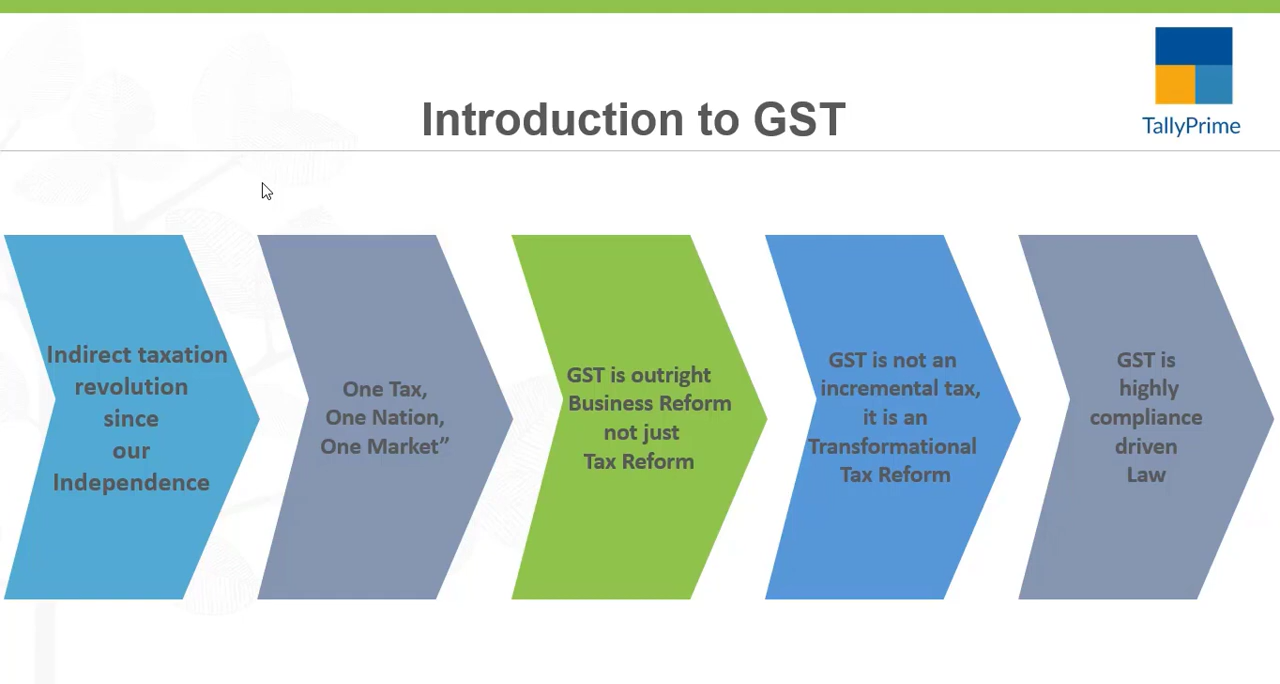 Introduction to GST
TallyPrime
Indirect taxation
revolution
since
our
Independence
One Tax,
One Nation,
One Market”
GST is outright
Business Reform
not just
Tax Reform
GST is not an
incremental tax,
it is an
Transformational
Tax Reform
GST is
highly
compliance
driven
Law